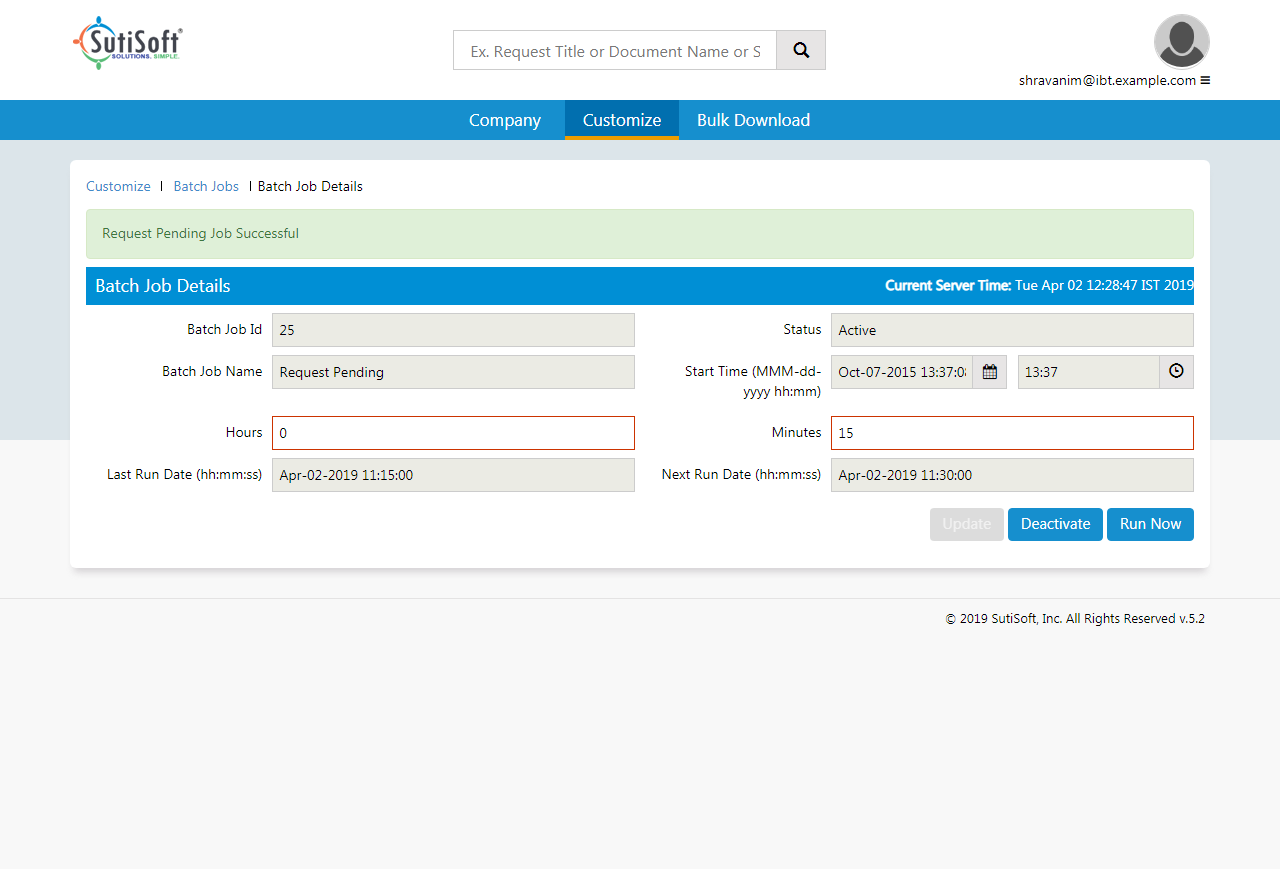 SutiSoft®
SOLUTIONS. SIMPLE.
Ex. Request Title or Document Name or S
shravanim@ibt.example.com
Company Customize Bulk Download
Customize | Batch Jobs | Batch Job Details
Request Pending Job Successful
Batch Job Details Current Server Time: Tue Apr 02 12:28:47 IST 2019
Batch Job Id 25 Status Active
Batch Job Name Request Pending Start Time (MMM-dd-
yyyy hh:mm) Oct-07-2015 13:37:0 13:37
Hours 0 Minutes 15
Last Run Date (hh:mm:ss) Apr-02-2019 11:15:00 Next Run Date (hh:mm:ss) Apr-02-2019 11:30:00
Update Deactivate Run Now
© 2019 SutiSoft, Inc. All Rights Reserved v.5.2